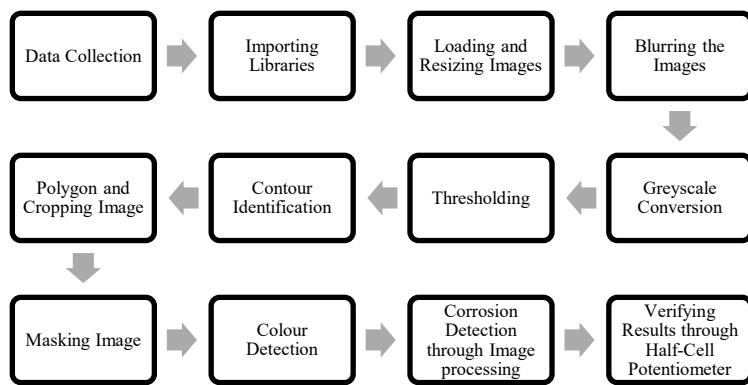 Data Collection
Importing
Libraries
Loading and
Resizing Images
Blurring the
Images
Greyscale
Conversion
Thresholding
Contour
Identification
Polygon and
Cropping Image
Masking Image
Colour
Detection
Corrosion
Detection
through Image
processing
Verifying
Results through
Half-Cell
Potentiometer